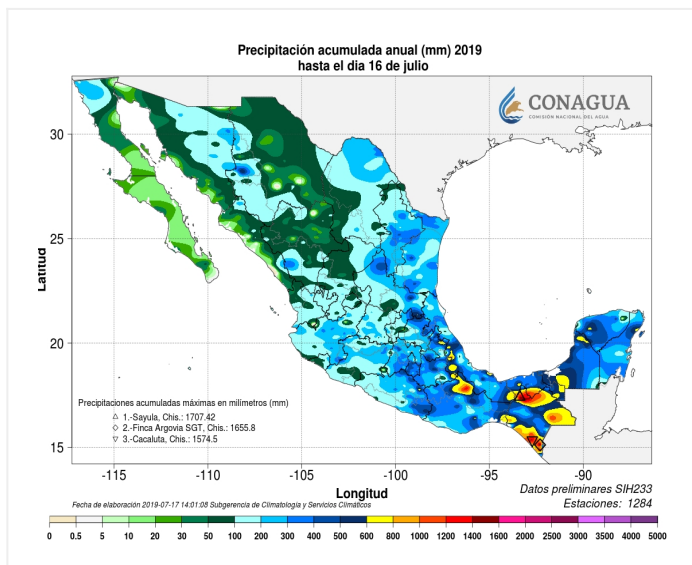 Precipitación acumulada anual (mm) 2019
hasta el dia 16 de julio
CONAGUA
COMISIÓN NACIONAL DEL AGUA
30
25
20
15
Latitud
Precipitaciones acumuladas máximas en milímetros (mm)
1.-Sayula, Chis.: 1707.42
2.-Finca Argovia SGT, Chis.: 1655.8
3.-Cacaluta, Chis.: 1574.5
-115 -110 -105 -100 -95 -90
Longitud
Datos preliminares SIH233
Fecha de elaboración 2019-07-17 14:01:08 Subgerencia de Climatología y Servicios Climáticos
Estaciones: 1284
0 0.5 5 10 20 30 50 100 200 300 400 500 600 800 1000 1200 1400 1600 2000 2500 3000 3500 4000 5000